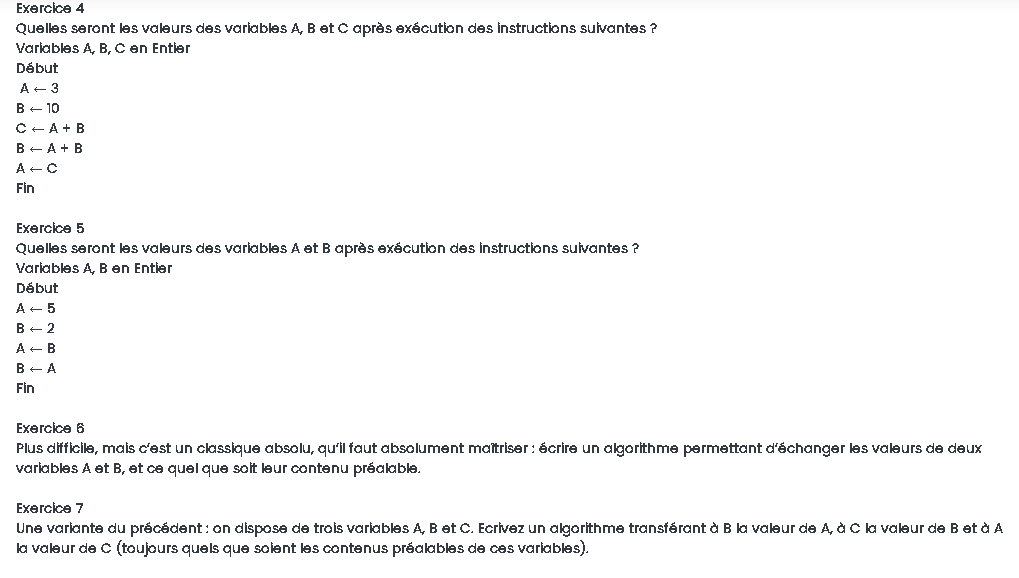 Exercice 4
Quelles seront les valeurs des variables A, B et C après exécution des instructions suivantes ?
Variables A, B, C en Entier
Début
A ← 3
B ← 10
C ← A + B
B ← A + B
A ← C
Fin
Exercice 5
Quelles seront les valeurs des variables A et B après exécution des instructions suivantes ?
Variables A, B en Entier
Début
A ← 5
B ← 2
A ← B
B ← A
Fin
Exercice 6
Plus difficile, mais c’est un classique absolu, qu’il faut absolument maîtriser : écrire un algorithme permettant d’échanger les valeurs de deux
variables A et B, et ce quel que soit leur contenu préalable.
Exercice 7
Une variante du précédent : on dispose de trois variables A, B et C. Ecrivez un algorithme transférant à B la valeur de A, à C la valeur de B et à A
la valeur de C (toujours quels que soient les contenus préalables de ces variables).